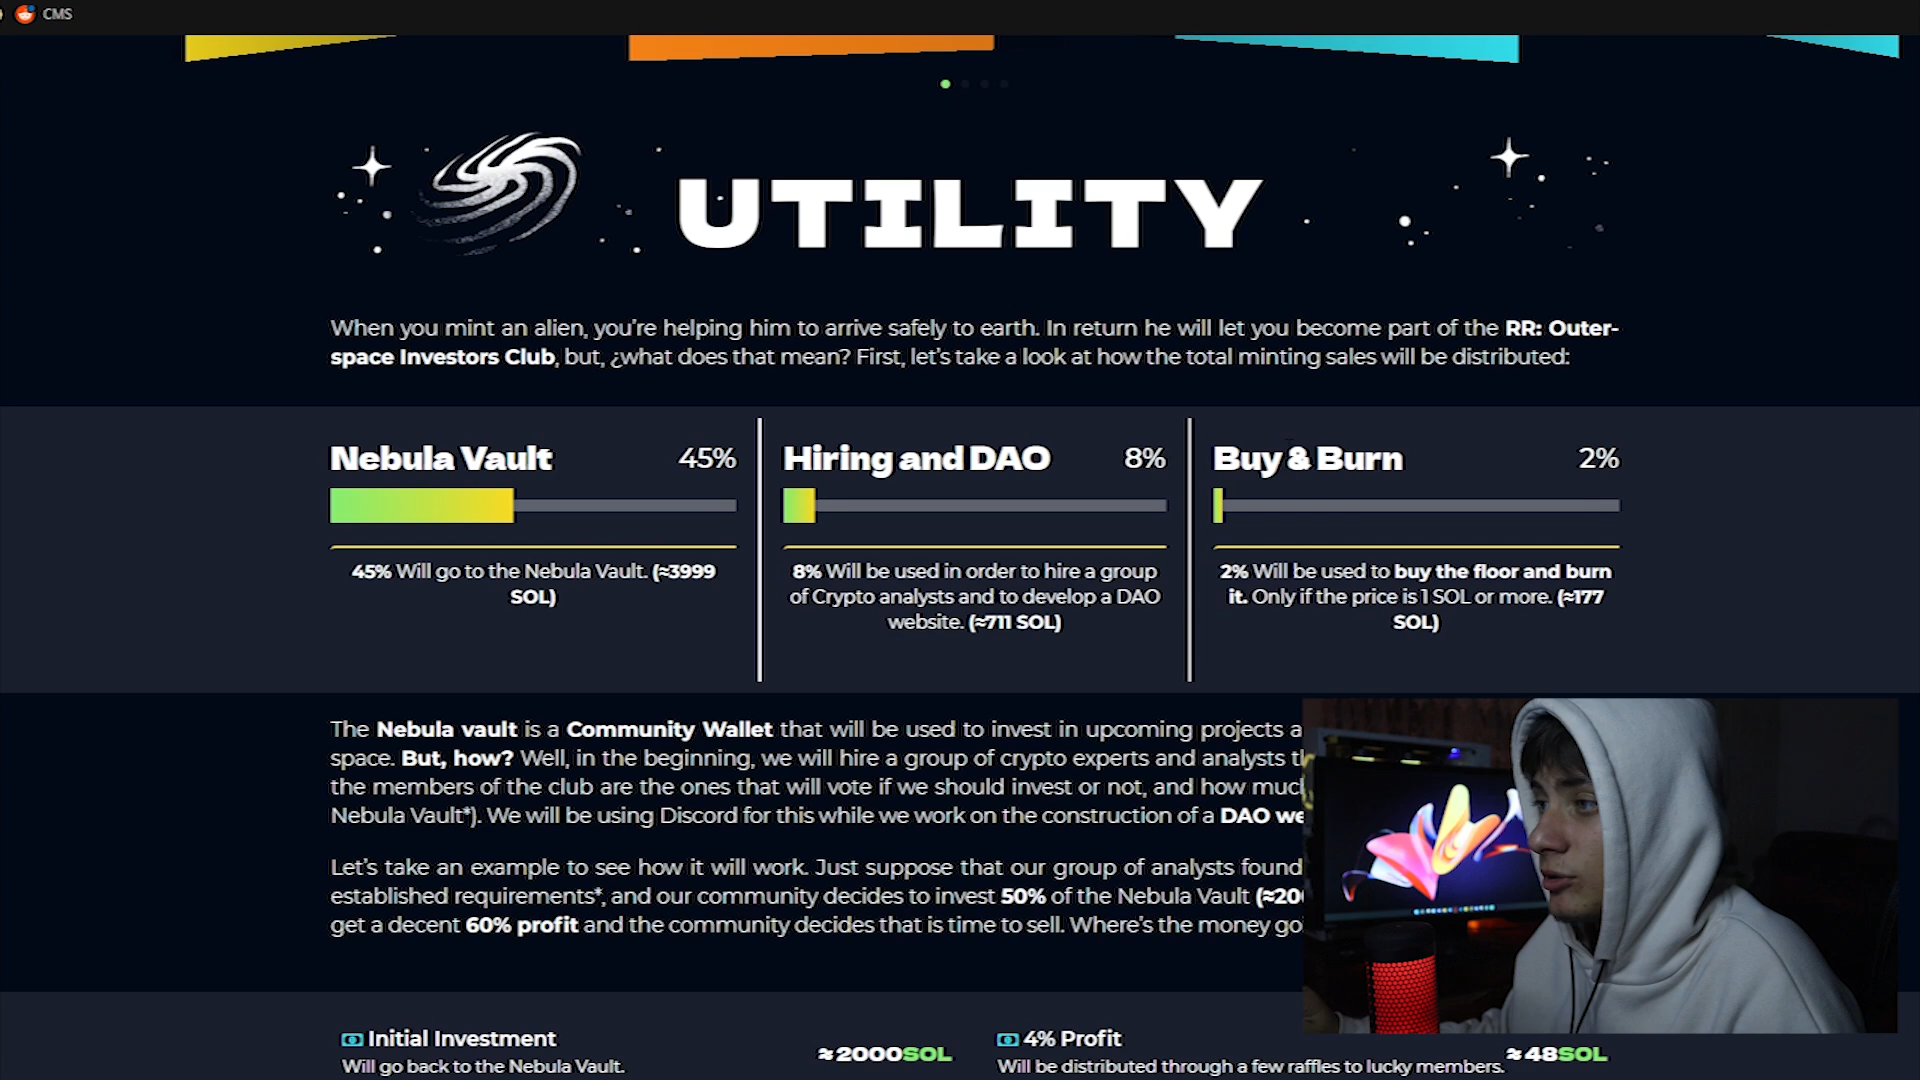 CMS
UTILITY
When you mint an alien, you're helping him to arrive safely to earth. In return he will let you become part of the RR: Outer-
space Investors Club, but, ¿what does that mean? First, let's take a look at how the total minting sales will be distributed:
Nebula Vault 45%
45% Will go to the Nebula Vault. (≈3999
SOL)
Hiring and DAO 8%
8% Will be used in order to hire a group
of Crypto analysts and to develop a DAO
website. (≈711 SOL)
Buy & Burn 2%
2% Will be used to buy the floor and burn
it. Only if the price is 1 SOL or more. (≈177
SOL)
The Nebula vault is a Community Wallet that will be used to invest in upcoming projects a
space. But, how? Well, in the beginning, we will hire a group of crypto experts and analysts
the members of the club are the ones that will vote if we should invest or not, and how
Nebula Vault*). We will be using Discord for this while we work on the construction of a DAO
Let's take an example to see how it will work. Just suppose that our group of analysts found
established requirements*, and our community decides to invest 50% of the Nebula Vault
get a decent 60% profit and the community decides that is time to sell. Where's the money
Initial Investment
Will go back to the Nebula Vault.
≈2000SOL
4% Profit
Will be distributed through a few raffles to lucky members.
≈48SOL